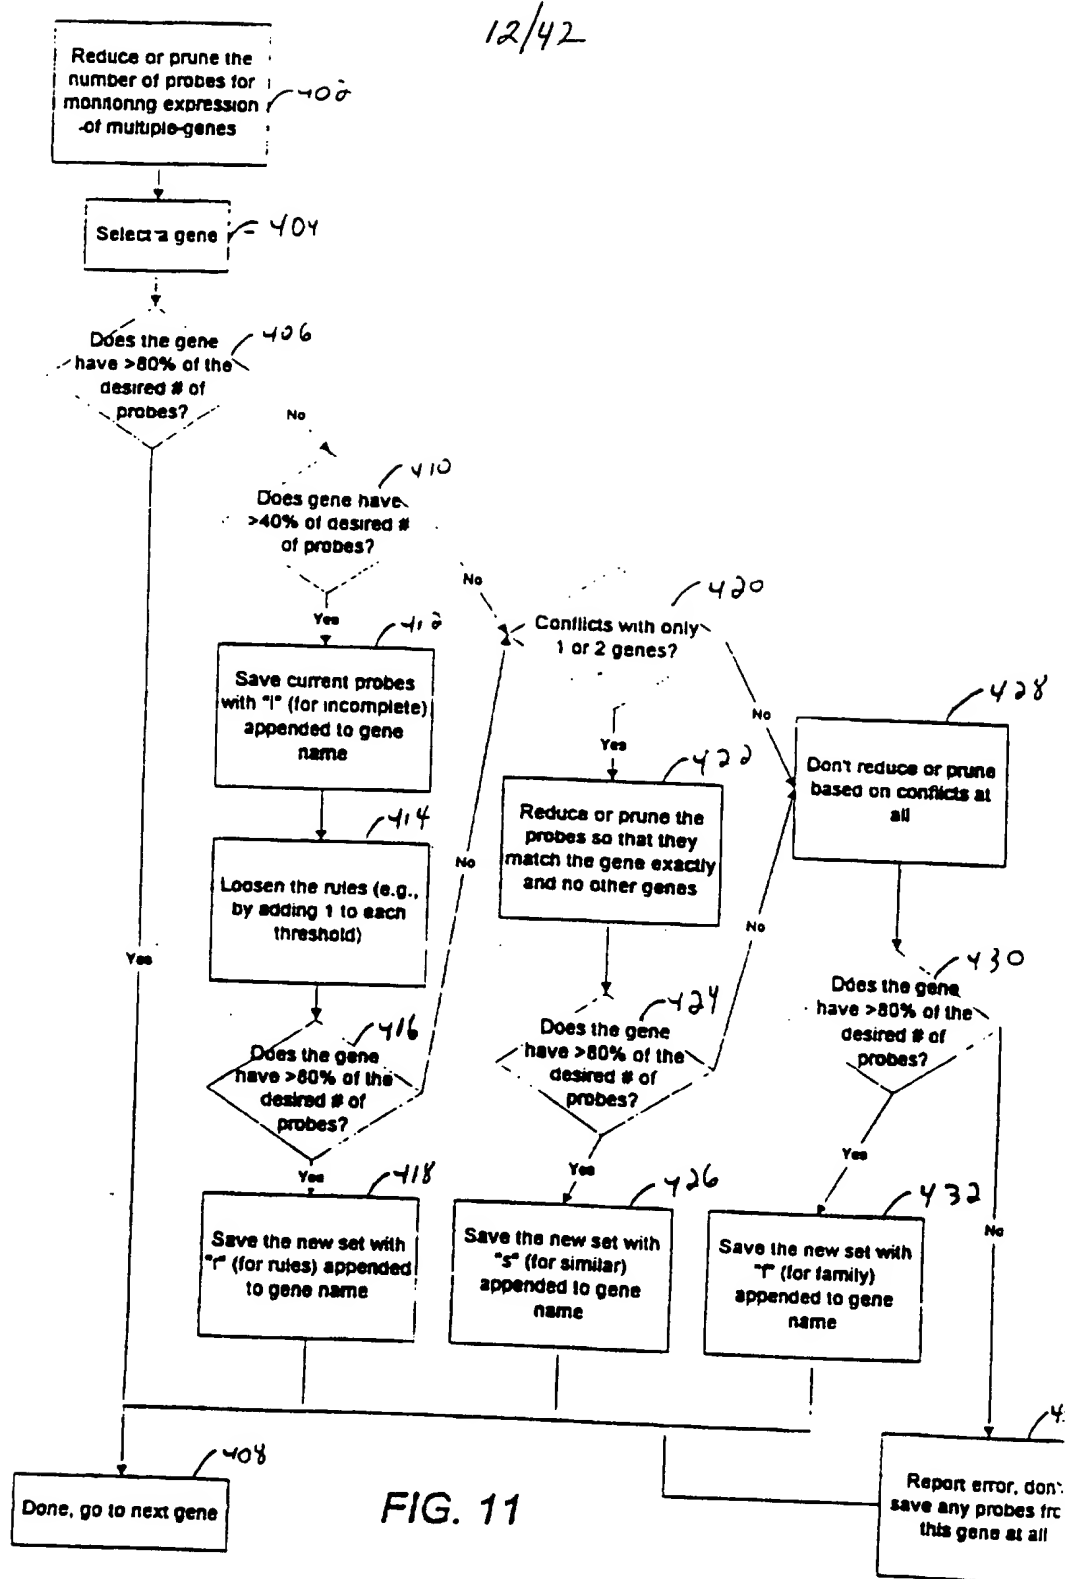 12/42
Reduce or prune the
number of probes for
monitoring expression
of multiple genes
402
Select a gene
404
Does the gene
have >80% of the
desired # of
probes?
406
No
Does gene have
>40% of desired #
of probes?
410
No
Yes
Save current probes
with "i" (for incomplete)
appended to gene
name
412
Loosen the rules (e.g.,
by adding 1 to each
threshold)
414
Does the gene
have >80% of the
desired # of
probes?
416
No
Yes
Save the new set with
"r" (for rules) appended
to gene name
418
Conflicts with only
1 or 2 genes?
420
No
Yes
Reduce or prune the
probes so that they
match the gene exactly
and no other genes
422
Does the gene
have >80% of the
desired # of
probes?
424
No
Yes
Save the new set with
"s" (for similar)
appended to gene
name
426
Don't reduce or prune
based on conflicts at
all
428
Does the gene
have >80% of the
desired # of
probes?
430
Yes
No
Save the new set with
"f" (for family)
appended to gene
name
432
Yes
Done, go to next gene
408
Report error,
save any probes
this gene at all
FIG. 11